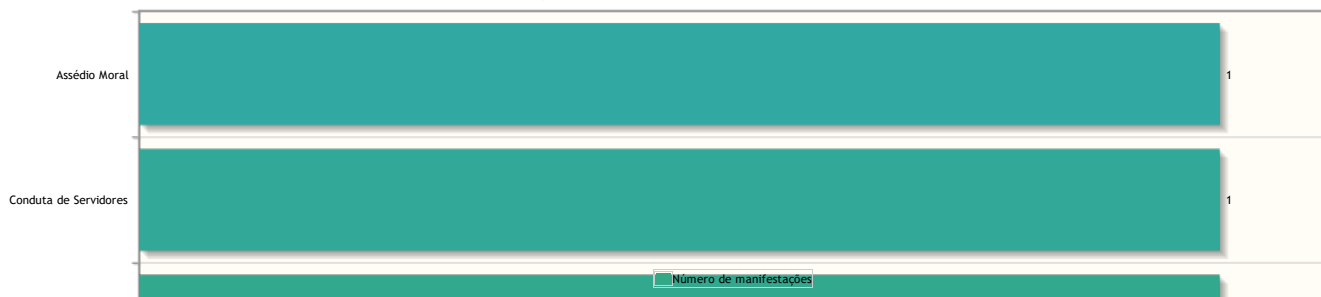 Assédio Moral
1
Conduta de Servidores
1
Número de manifestações